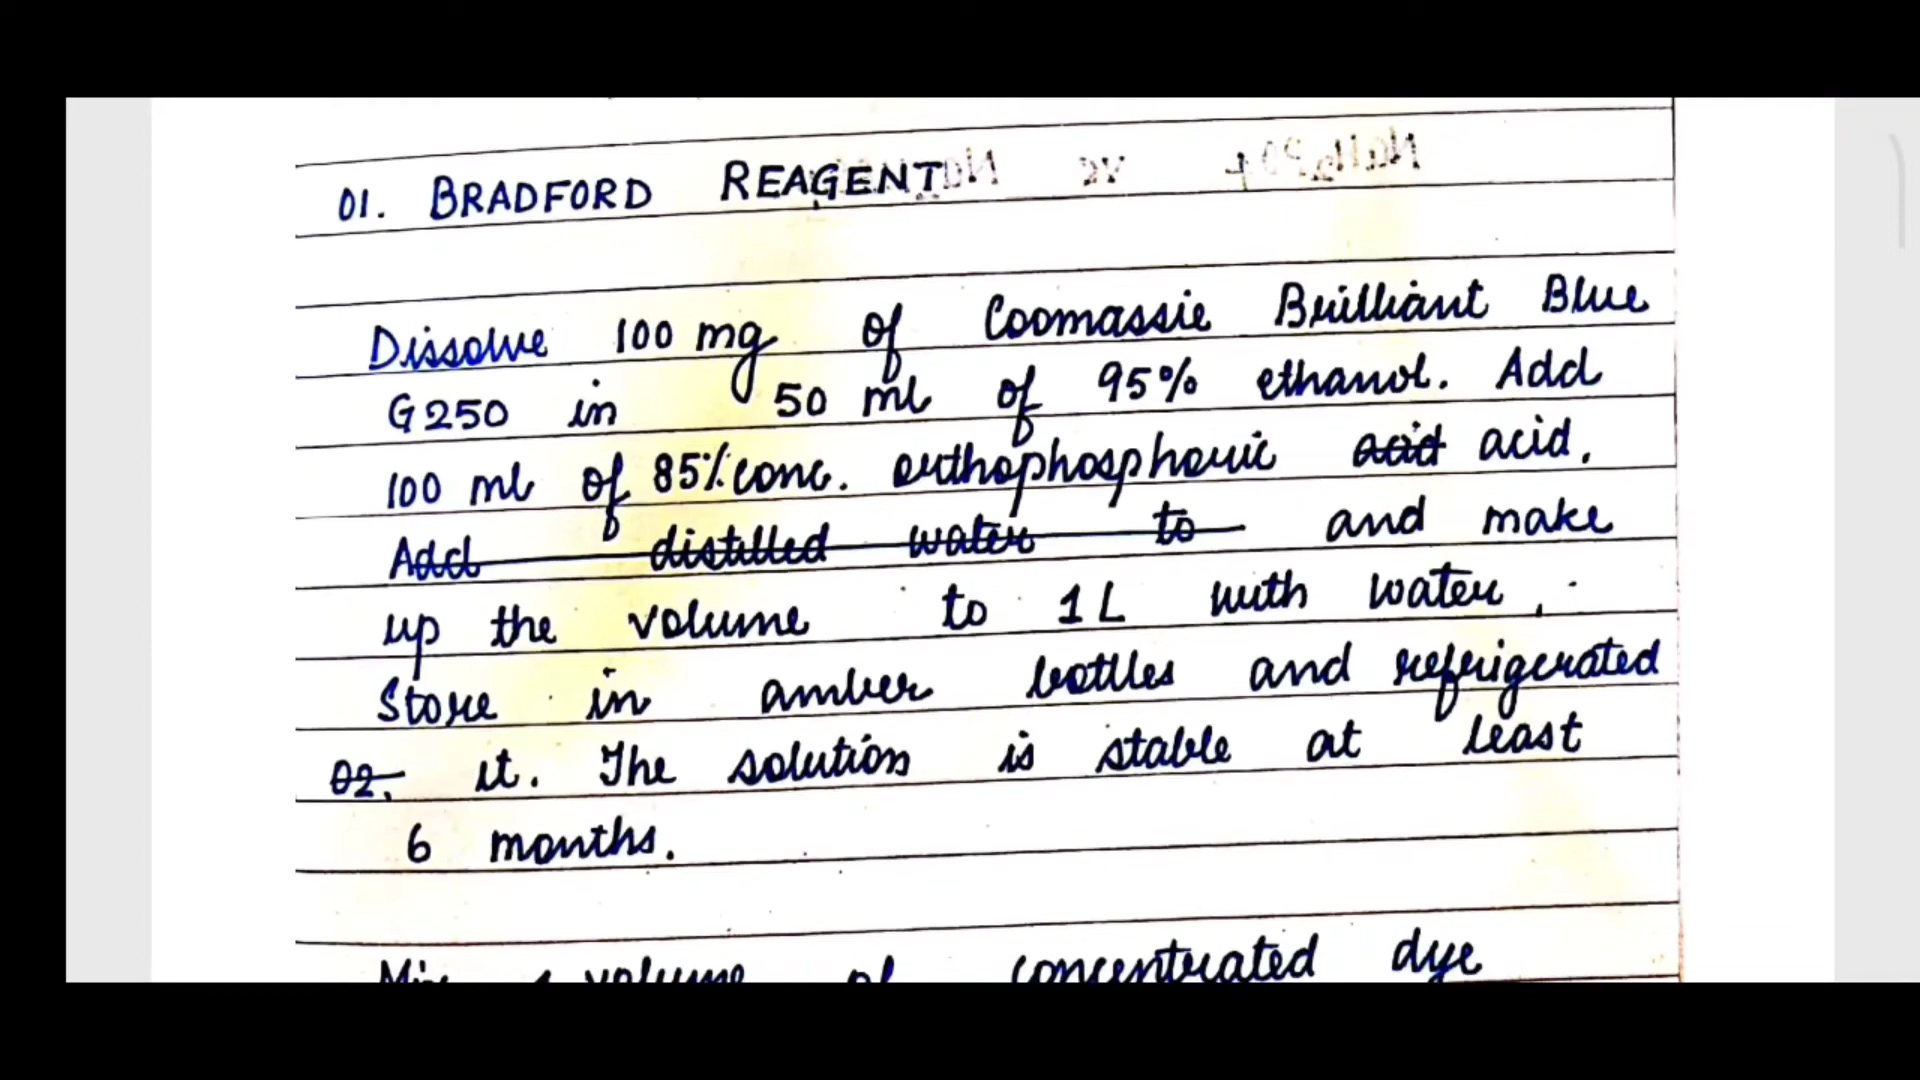 01. BRADFORD REAGENT
Dissolve 100 mg of Coomassie Brilliant Blue
G250 in 50 ml of 95% ethanol. Add
100 ml of 85% conc. orthophosphoric acid acid.
Add distilled water to and make
up the volume to 1 L with water.
Store in amber bottles and refrigerated
02. it. The solution is stable at least
6 months.
volume of concentrated dye